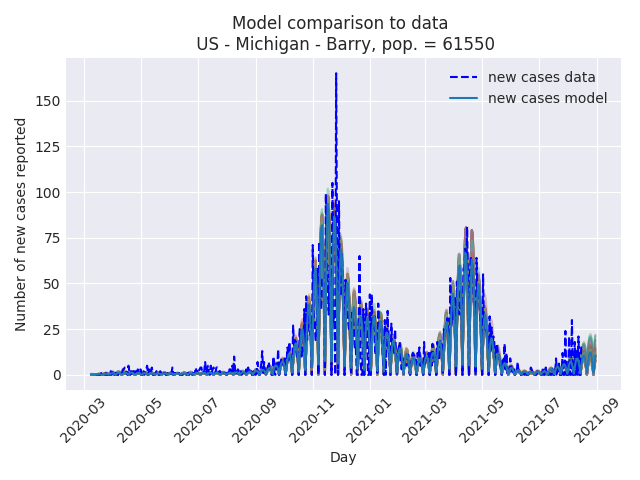 Model comparison to data
US - Michigan - Barry, pop. = 61550
new cases data
new cases model
Number of new cases reported
150
125
100
75
50
25
0
2020-03
2020-05
2020-07
2020-09
2020-11
2021-01
2021-03
2021-05
2021-07
2021-09
Day